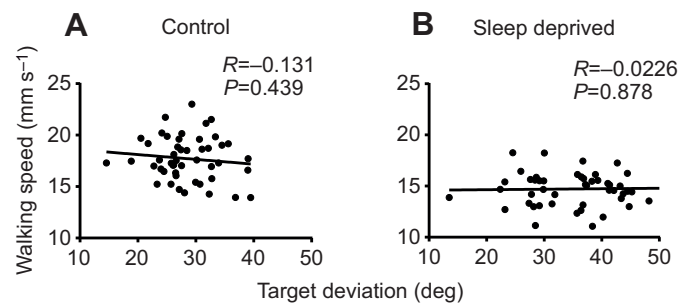 A Control
R=–0.131
P=0.439
B Sleep deprived
R=–0.0226
P=0.878
Walking speed (mm s–1)
25
20
15
10
10 20 30 40 50
25
20
15
10
10 20 30 40 50
Target deviation (deg)